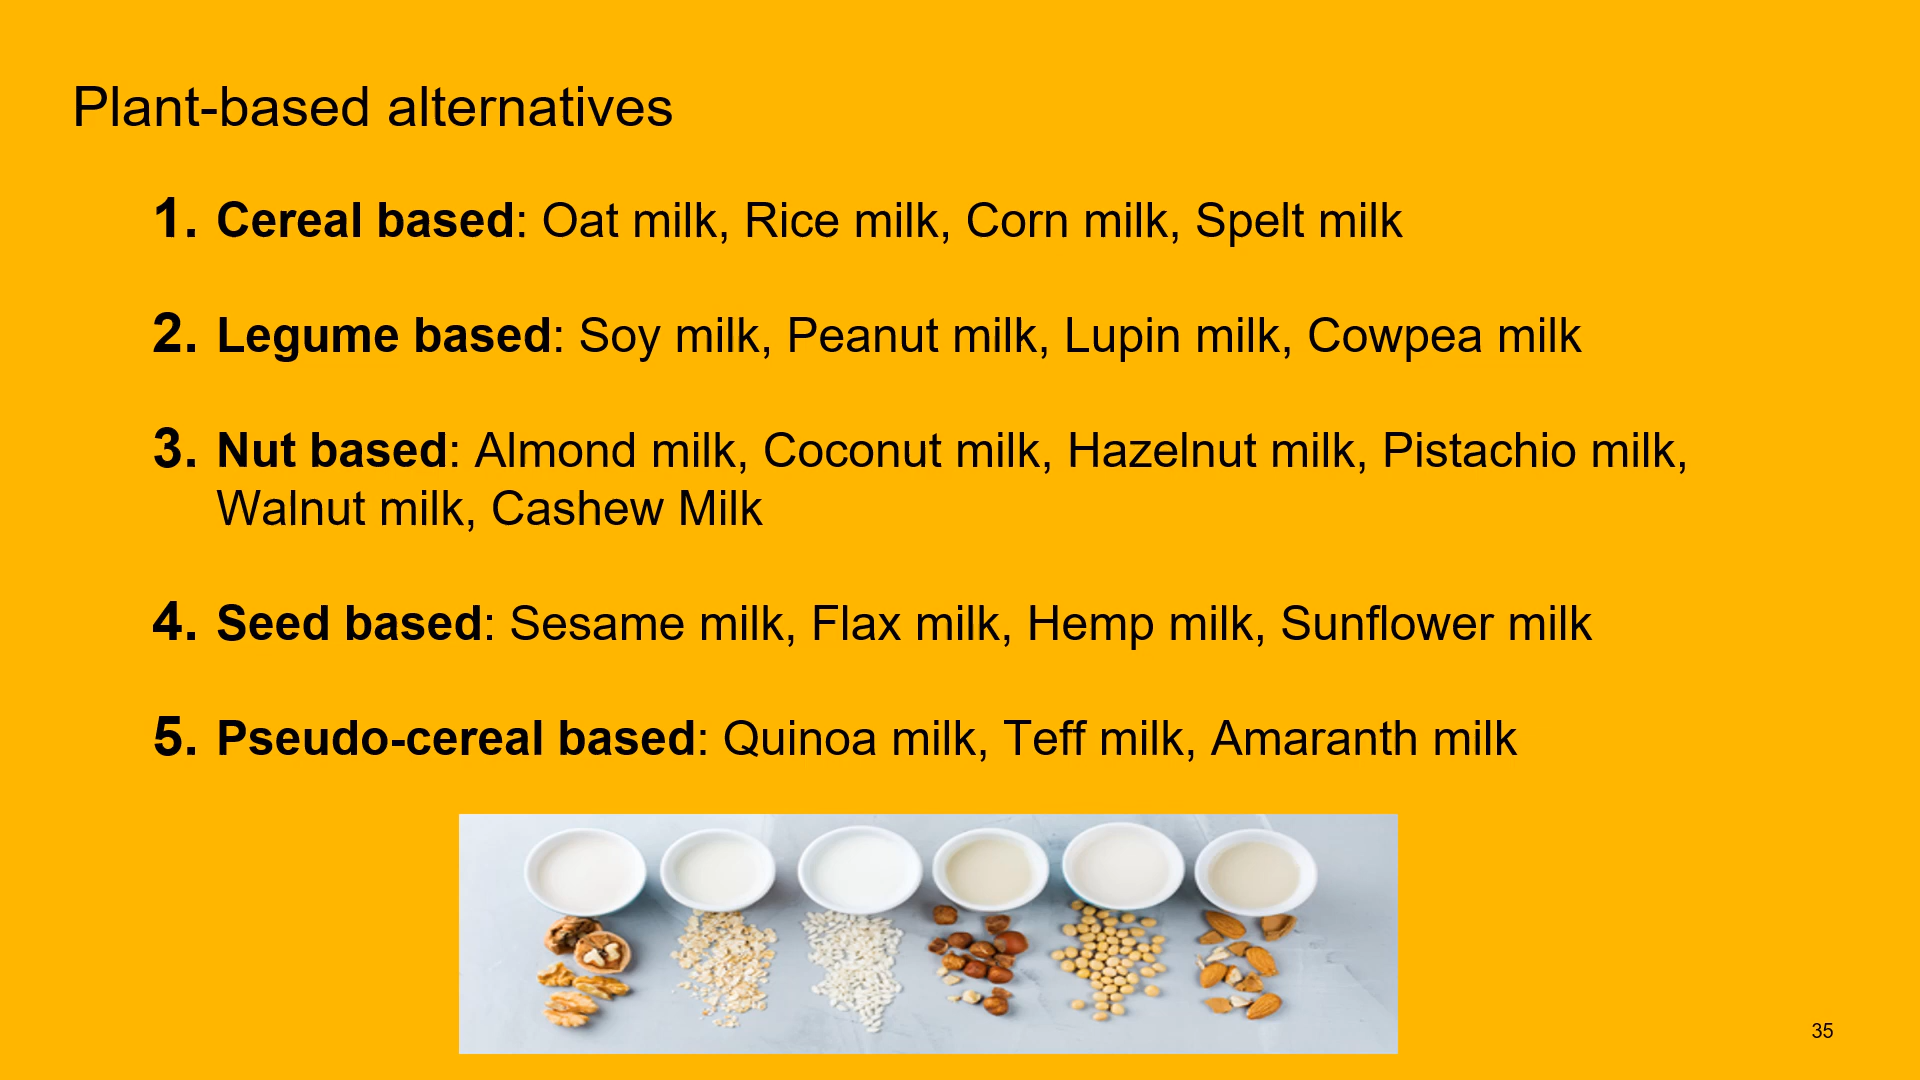 Plant-based alternatives
1. Cereal based: Oat milk, Rice milk, Corn milk, Spelt milk
2. Legume based: Soy milk, Peanut milk, Lupin milk, Cowpea milk
3. Nut based: Almond milk, Coconut milk, Hazelnut milk, Pistachio milk,
Walnut milk, Cashew Milk
4. Seed based: Sesame milk, Flax milk, Hemp milk, Sunflower milk
5. Pseudo-cereal based: Quinoa milk, Teff milk, Amaranth milk
35